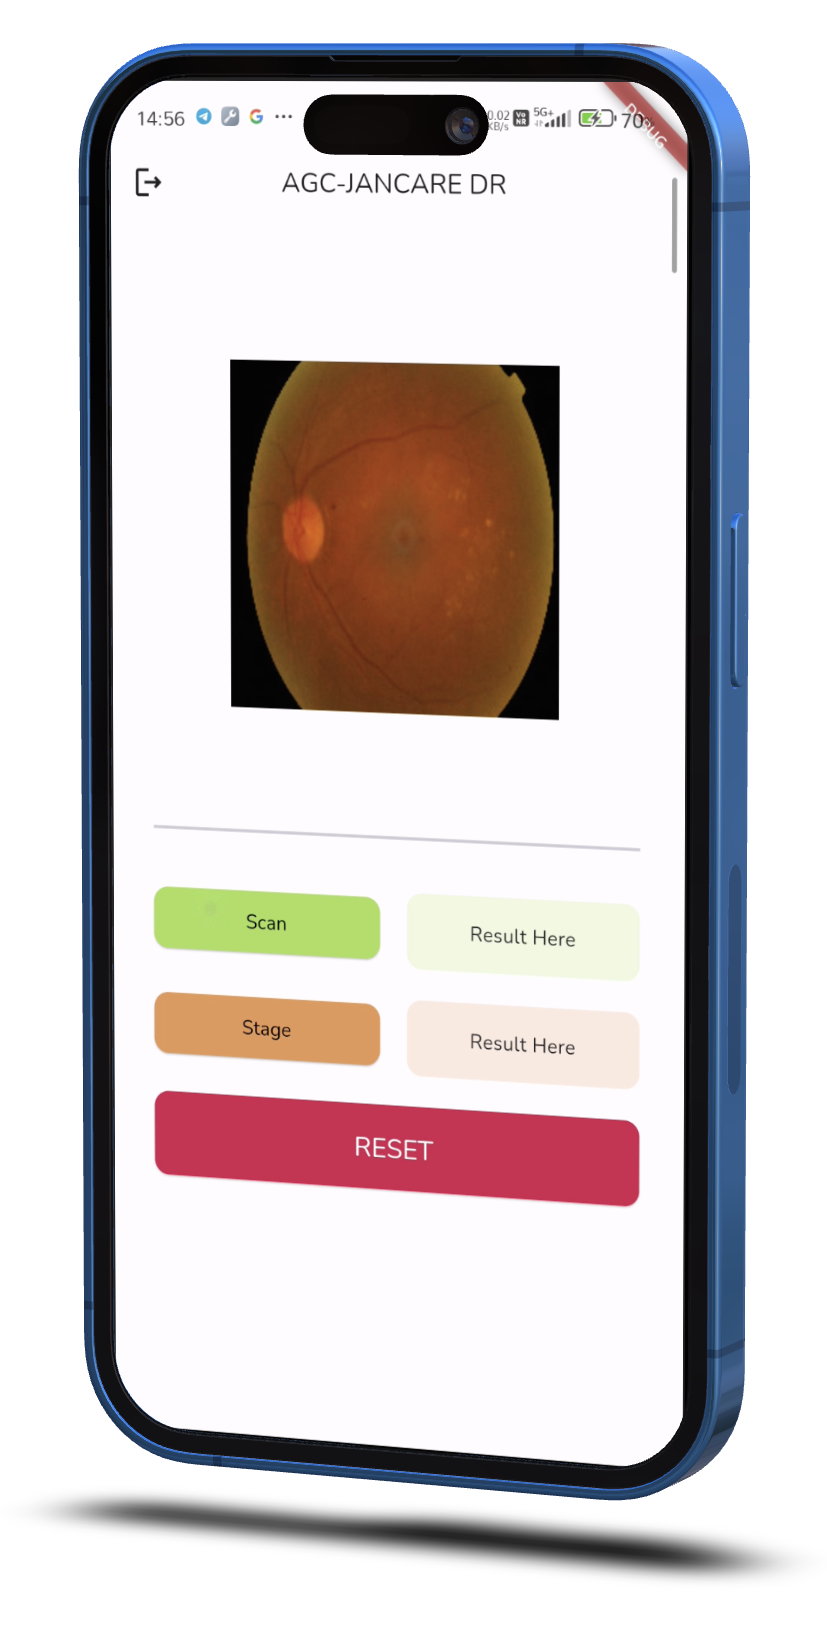 14:56 G ... 0.02 KB/s Vo NR 5G+ 70
DEBUG
AGC-JANCARE DR
Scan
Result Here
Stage
Result Here
RESET